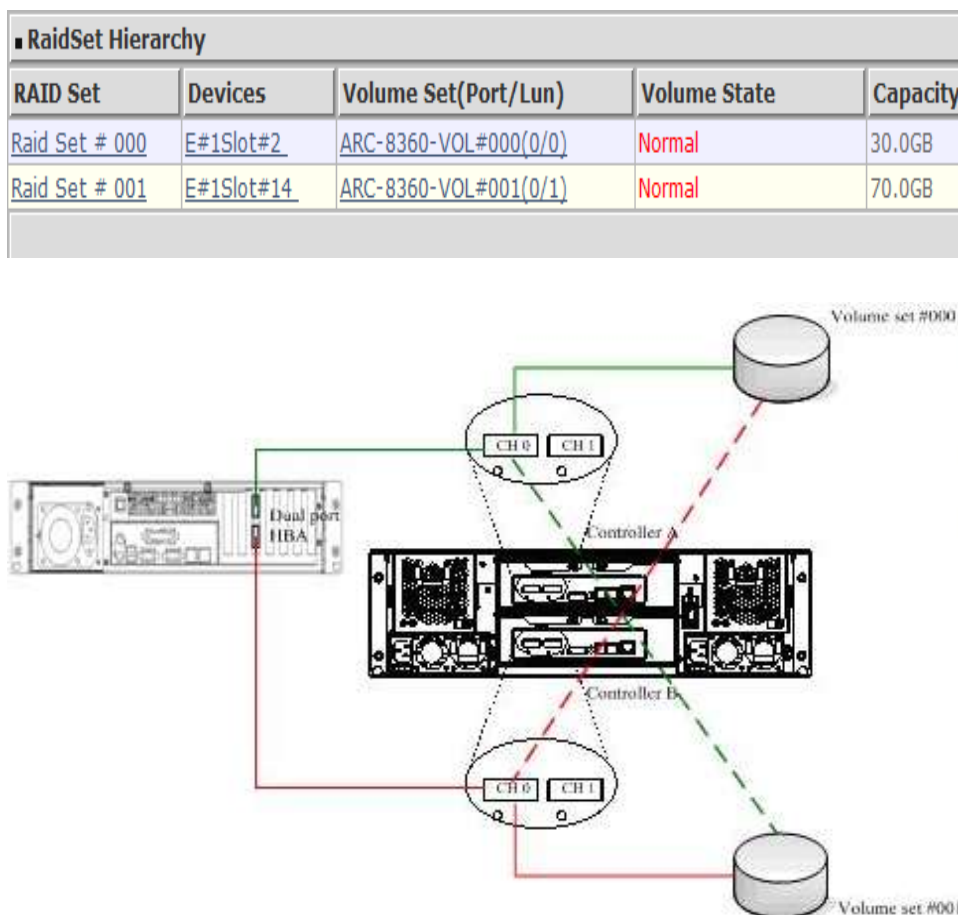 RaidSet Hierarchy
RAID Set Devices Volume Set(Port/Lun) Volume State Capacity
Raid Set # 000 E#1Slot#2 ARC-8360-VOL#000(0/0) Normal 30.0GB
Raid Set # 001 E#1Slot#14 ARC-8360-VOL#001(0/1) Normal 70.0GB
Volume set #000
CH 0 CH 1
Dual port
HBA
Controller A
Controller B
CH 0 CH 1
Volume set #001